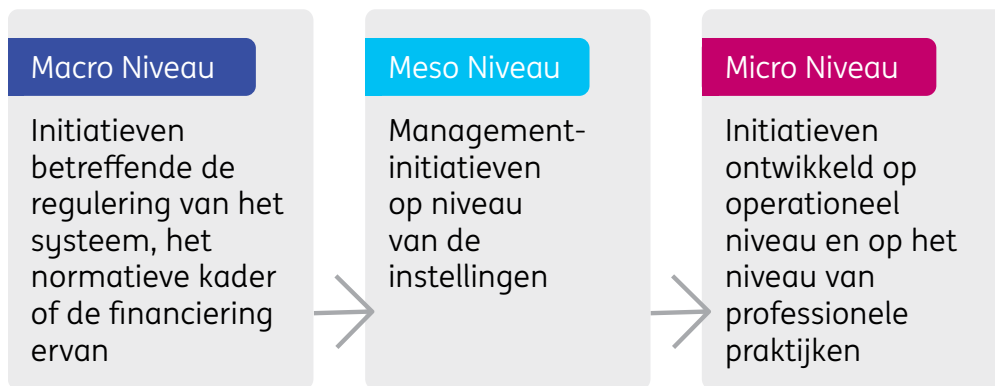 Macro Niveau
Initiatieven
betreffende de
regulering van het
systeem, het
normatieve kader
of de financiering
ervan
Meso Niveau
Management-
initiatieven
op niveau
van de
instellingen
Micro Niveau
Initiatieven
ontwikkeld op
operationeel
niveau en op het
niveau van
professionele
praktijken